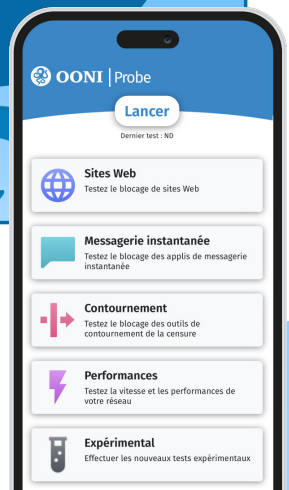 OONI | Probe
Lancer
Dernier test : ND
Sites Web
Testez le blocage de sites Web
Messagerie instantanée
Testez le blocage des applis de messagerie
instantanée
Contournement
Testez le blocage des outils de
contournement de la censure
Performances
Testez la vitesse et les performances de
votre réseau
Expérimental
Effectuer les nouveaux tests expérimentaux